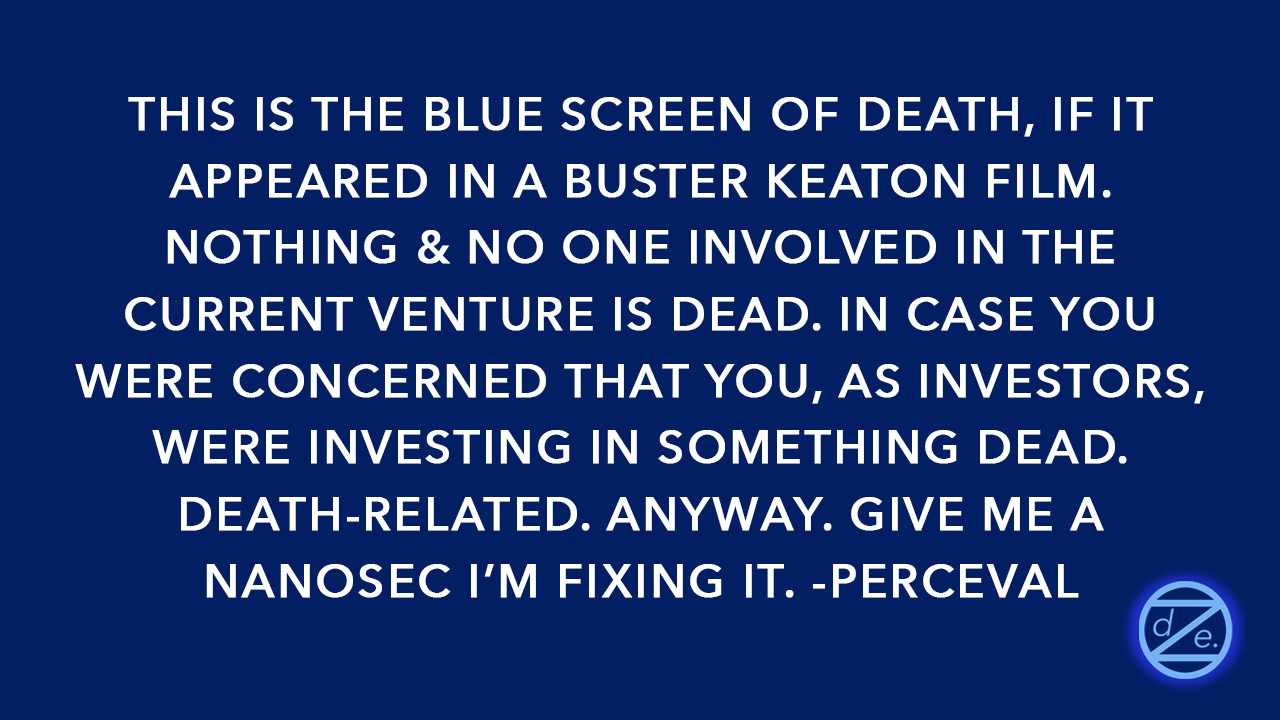 THIS IS THE BLUE SCREEN OF DEATH, IF IT
APPEARED IN A BUSTER KEATON FILM.
NOTHING & NO ONE INVOLVED IN THE
CURRENT VENTURE IS DEAD. IN CASE YOU
WERE CONCERNED THAT YOU, AS INVESTORS,
WERE INVESTING IN SOMETHING DEAD.
DEATH-RELATED. ANYWAY. GIVE ME A
NANOSEC I’M FIXING IT. -PERCEVAL
d Z e.